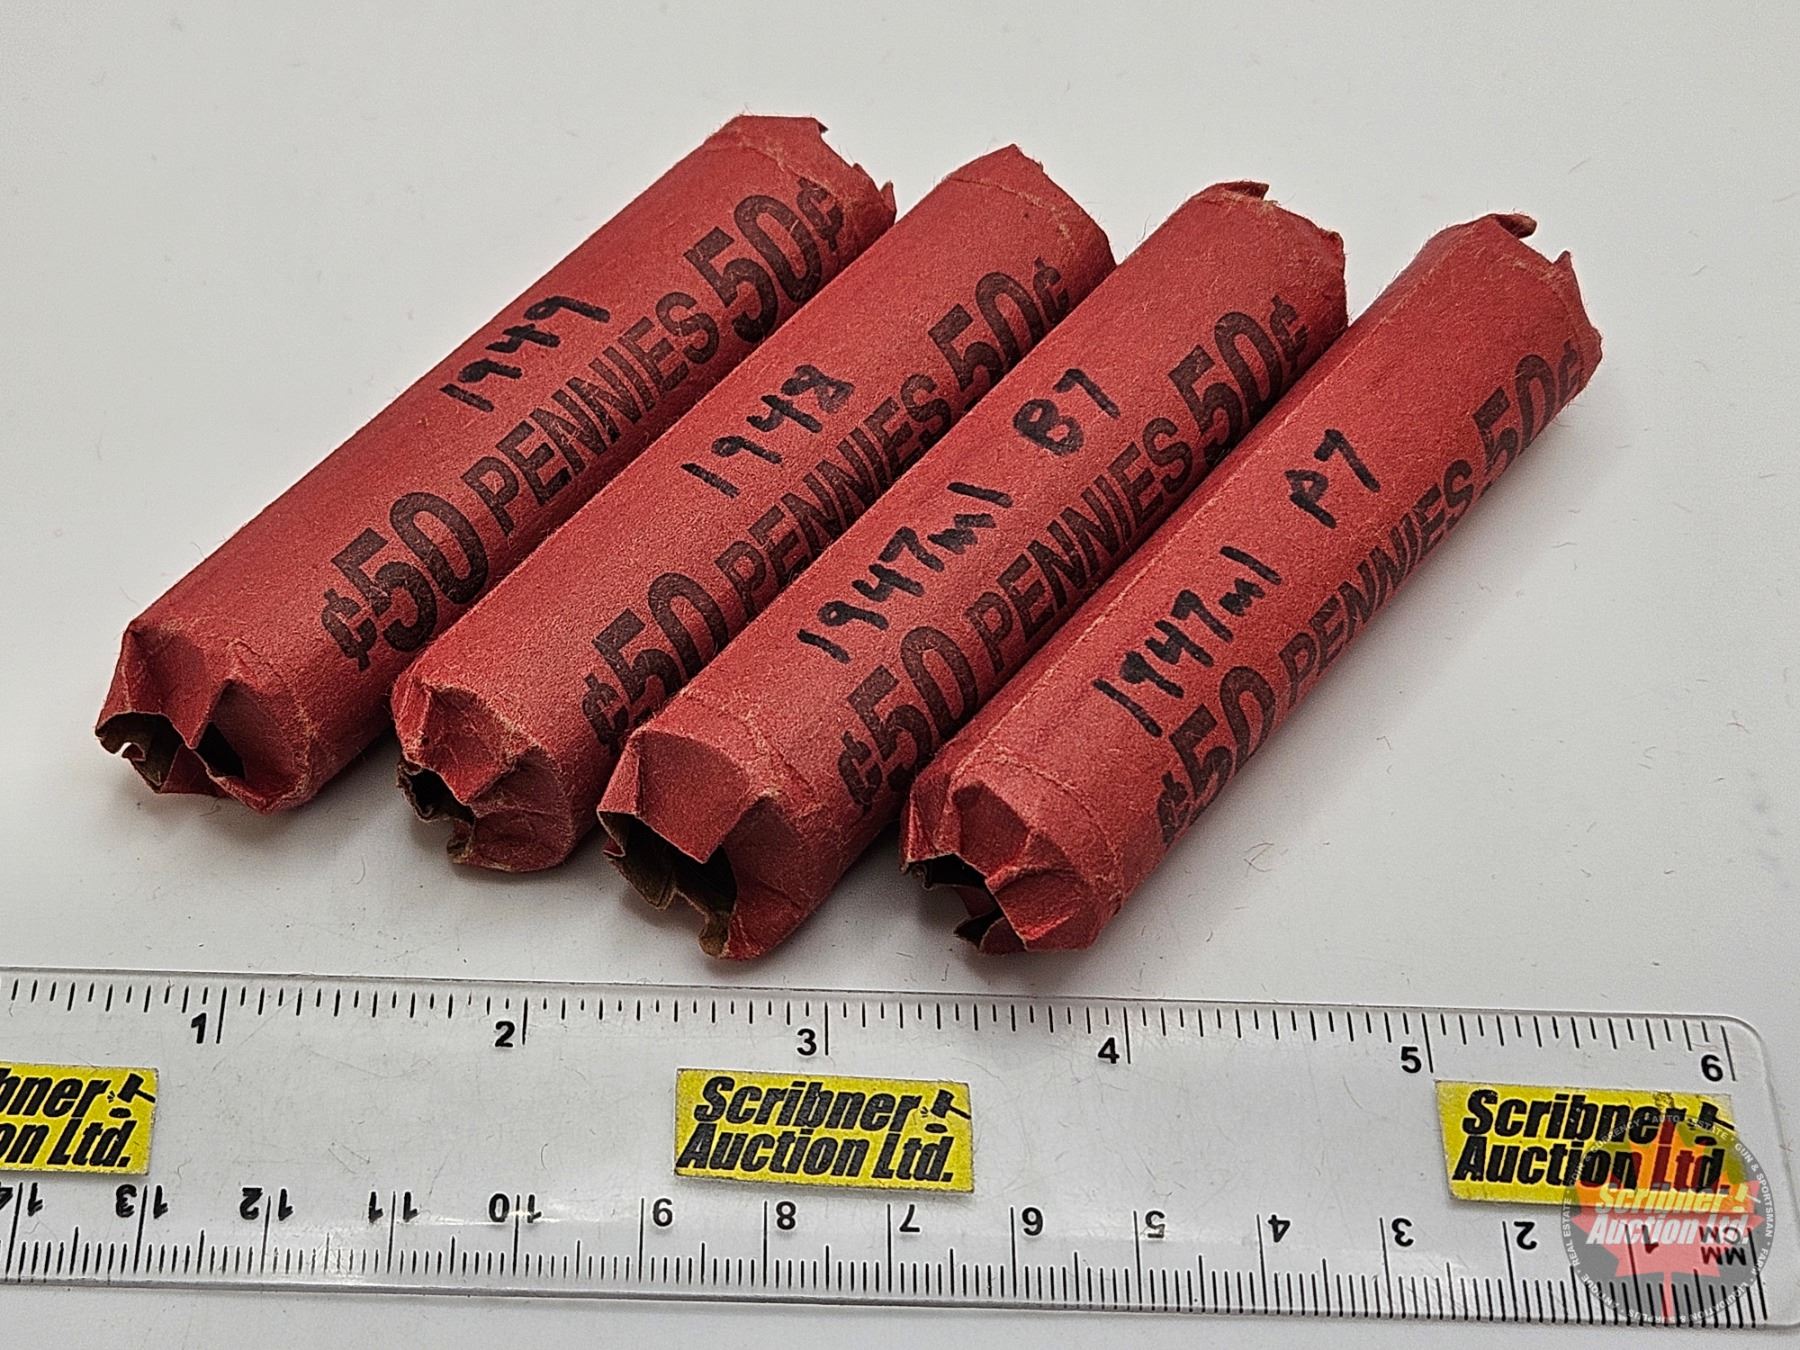 1949
¢50 PENNIES 50¢
1948
¢50 PENNIES 50¢
1947ml B7
¢50 PENNIES 50¢
1947ml P7
¢50 PENNIES 50¢
1 2 3 4 5 6
bner
on Ltd.
Scribner
Auction Ltd.
Scribner
Auction Ltd.
Scribner
Auction Ltd.
14 13 12 11 10 9 8 7 6 5 4 3 2 1 CM
MM